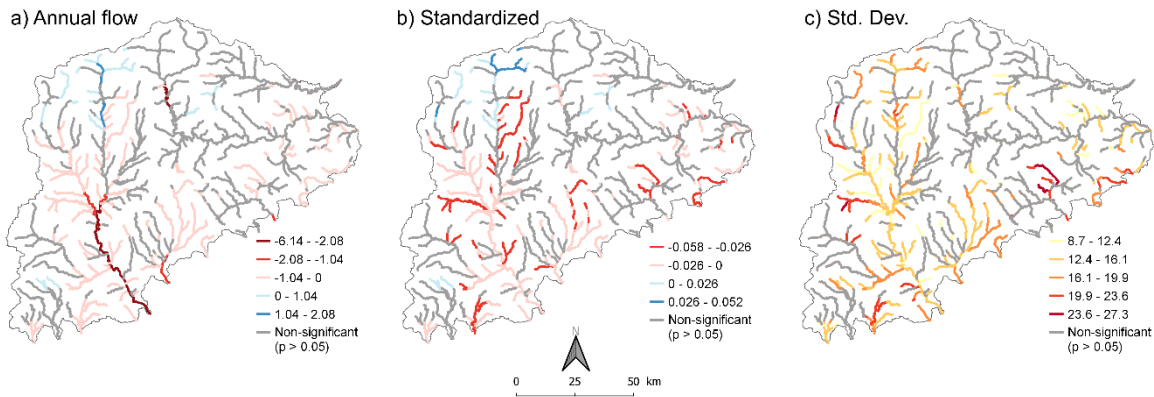 a) Annual flow
b) Standardized
c) Std. Dev.
-6.14 - -2.08
-2.08 - -1.04
-1.04 - 0
0 - 1.04
1.04 - 2.08
Non-significant
(p > 0.05)
-0.058 - -0.026
-0.026 - 0
0 - 0.026
0.026 - 0.052
Non-significant
(p > 0.05)
8.7 - 12.4
12.4 - 16.1
16.1 - 19.9
19.9 - 23.6
23.6 - 27.3
Non-significant
(p > 0.05)
N
0 25 50 km